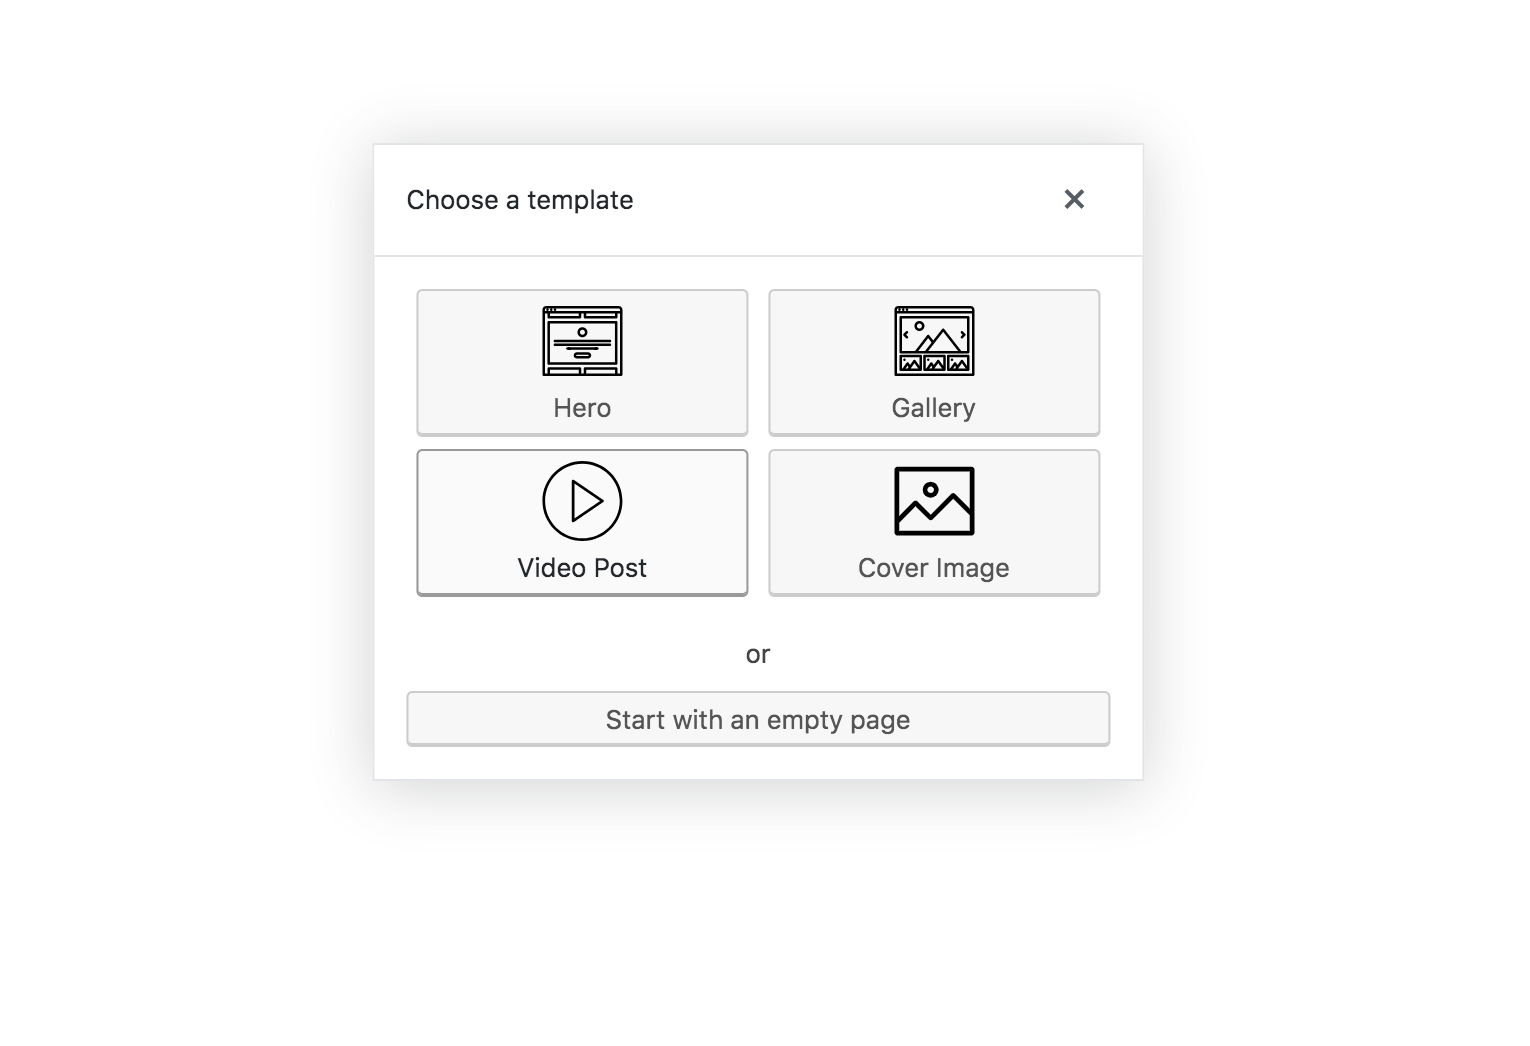 Choose a template
Hero
Gallery
Video Post
Cover Image
or
Start with an empty page